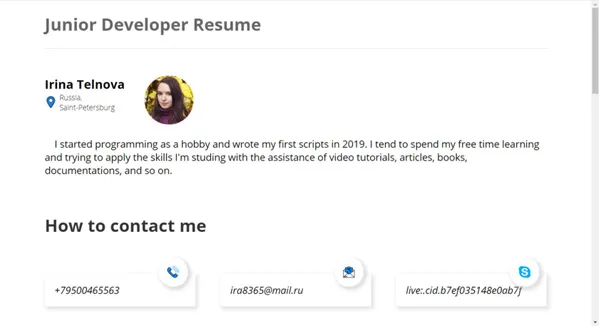 Junior Developer Resume
Irina Telnova
Russia,
Saint-Petersburg
I started programming as a hobby and wrote my first scripts in 2019. I tend to spend my free time learning
and trying to apply the skills I'm studing with the assistance of video tutorials, articles, books,
documentations, and so on.
How to contact me
+79500465563
ira8365@mail.ru
live:.cid.b7ef035148e0ab7f